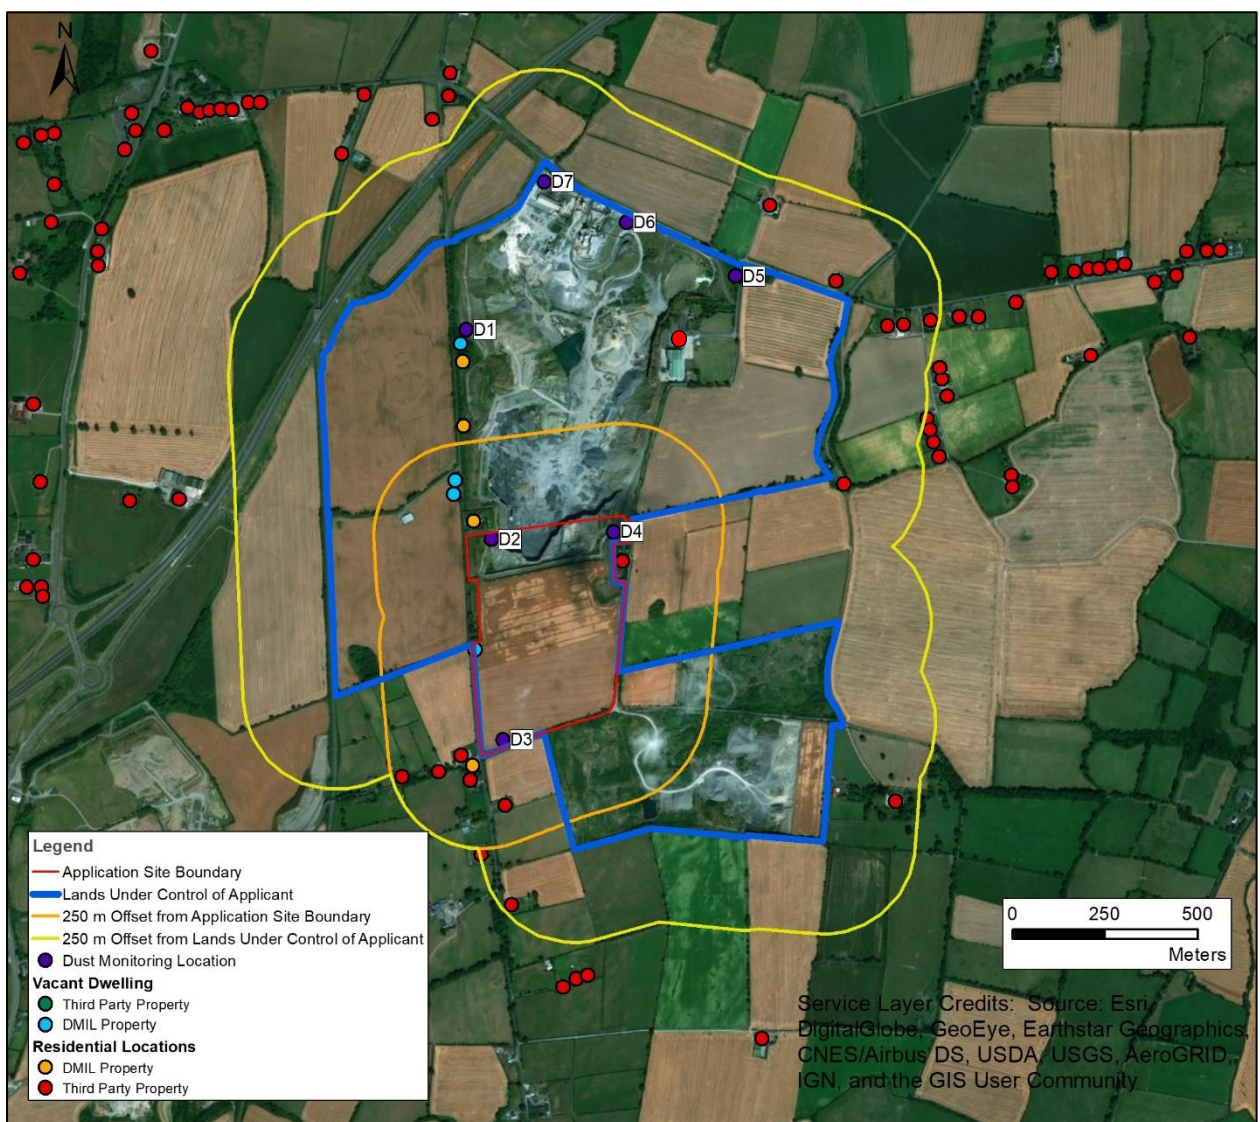 N
D7
D6
D5
D1
D2
D4
D3
Legend
Application Site Boundary
Lands Under Control of Applicant
250 m Offset from Application Site Boundary
250 m Offset from Lands Under Control of Applicant
Dust Monitoring Location
Vacant Dwelling
Third Party Property
DMIL Property
Residential Locations
DMIL Property
Third Party Property
0 250 500
Meters
Service Layer Credits: Source: Esri,
DigitalGlobe, GeoEye, Earthstar Geographics,
CNES/Airbus DS, USDA, USGS, AeroGRID,
IGN, and the GIS User Community